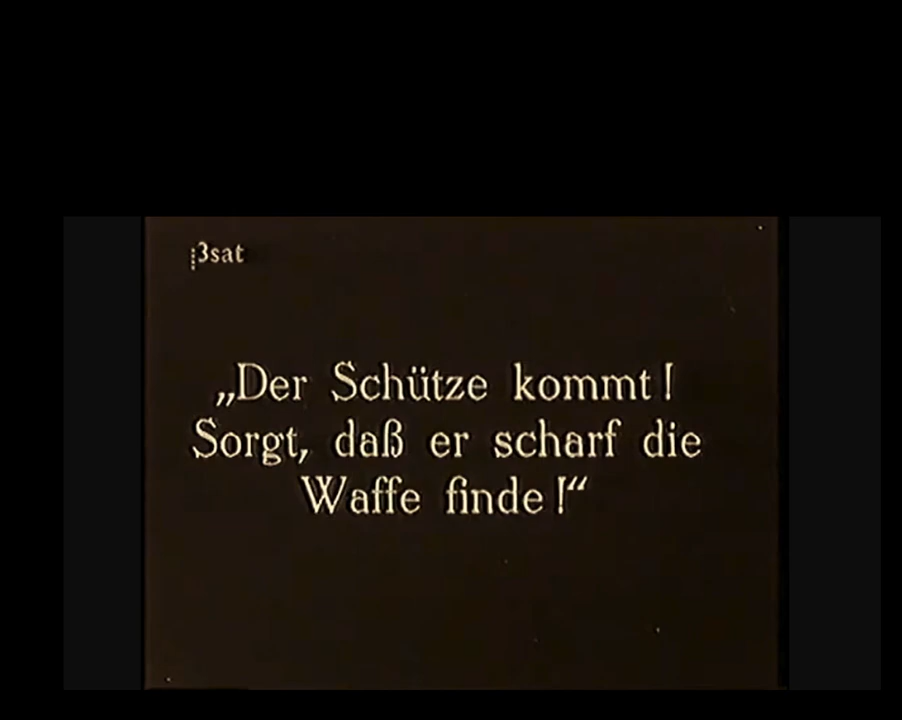 3sat
„Der Schütze kommt!
Sorgt, daß er scharf die
Waffe finde!“